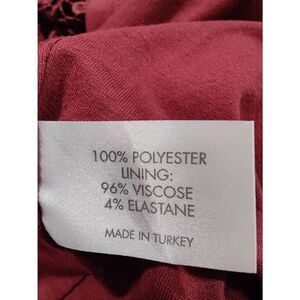 100% POLYESTER
LINING:
96% VISCOSE
4% ELASTANE
MADE IN TURKEY